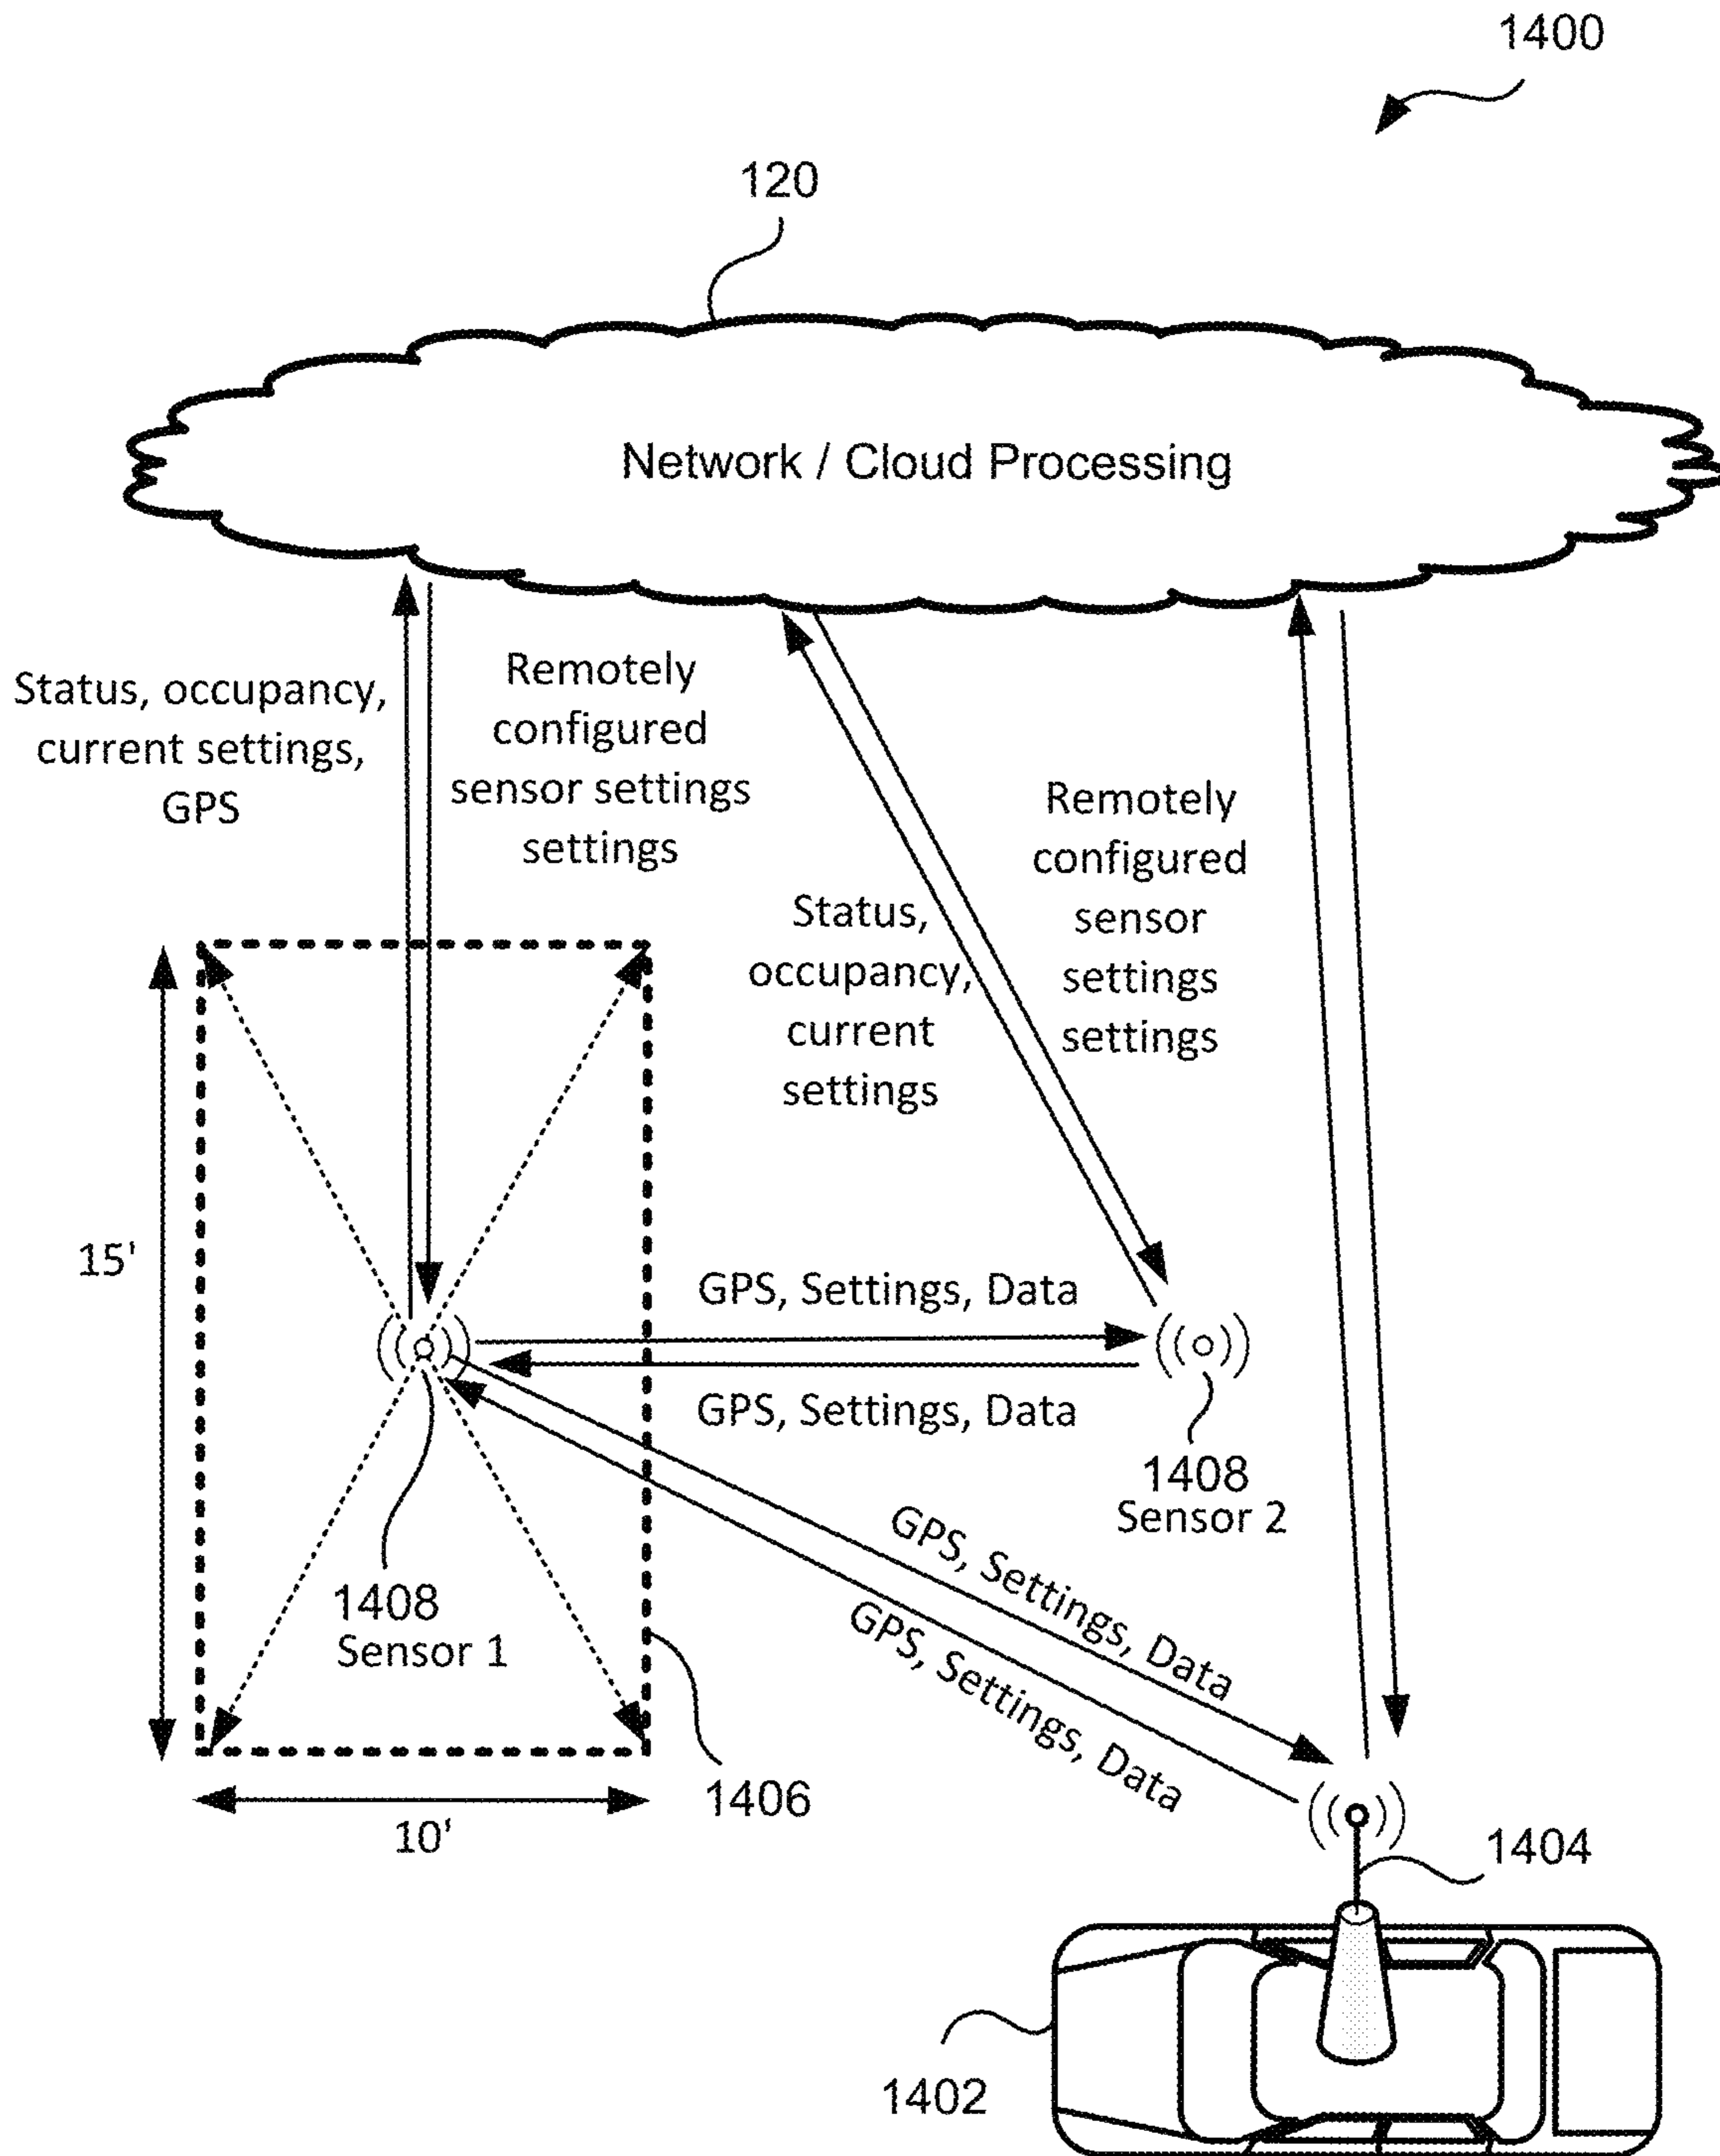 1400
120
Network / Cloud Processing
Status, occupancy,
current settings,
GPS
Remotely
configured
sensor settings
settings
Status,
occupancy,
current
settings
Remotely
configured
sensor
settings
settings
15'
GPS, Settings, Data
GPS, Settings, Data
1408
Sensor 2
1408
Sensor 1
GPS, Settings, Data
GPS, Settings, Data
1406
10'
1404
1402